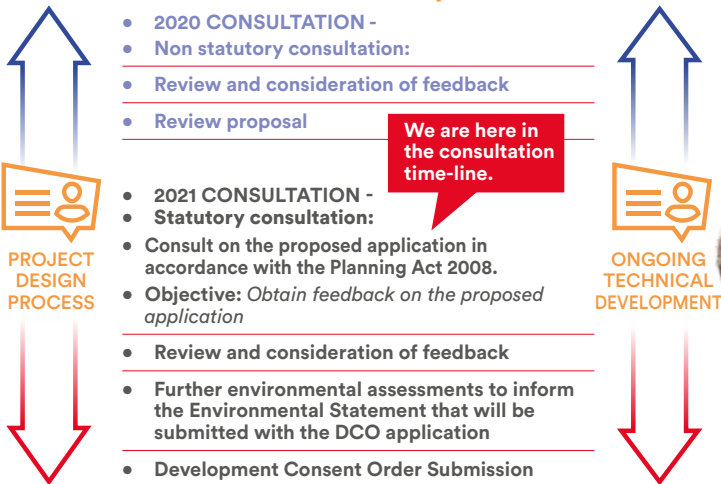 • 2020 CONSULTATION -
• Non statutory consultation:
• Review and consideration of feedback
• Review proposal
We are here in
the consultation
time-line.
• 2021 CONSULTATION -
• Statutory consultation:
• Consult on the proposed application in
accordance with the Planning Act 2008.
• Objective: Obtain feedback on the proposed
application
• Review and consideration of feedback
• Further environmental assessments to inform
the Environmental Statement that will be
submitted with the DCO application
• Development Consent Order Submission
PROJECT
DESIGN
PROCESS
ONGOING
TECHNICAL
DEVELOPMENT